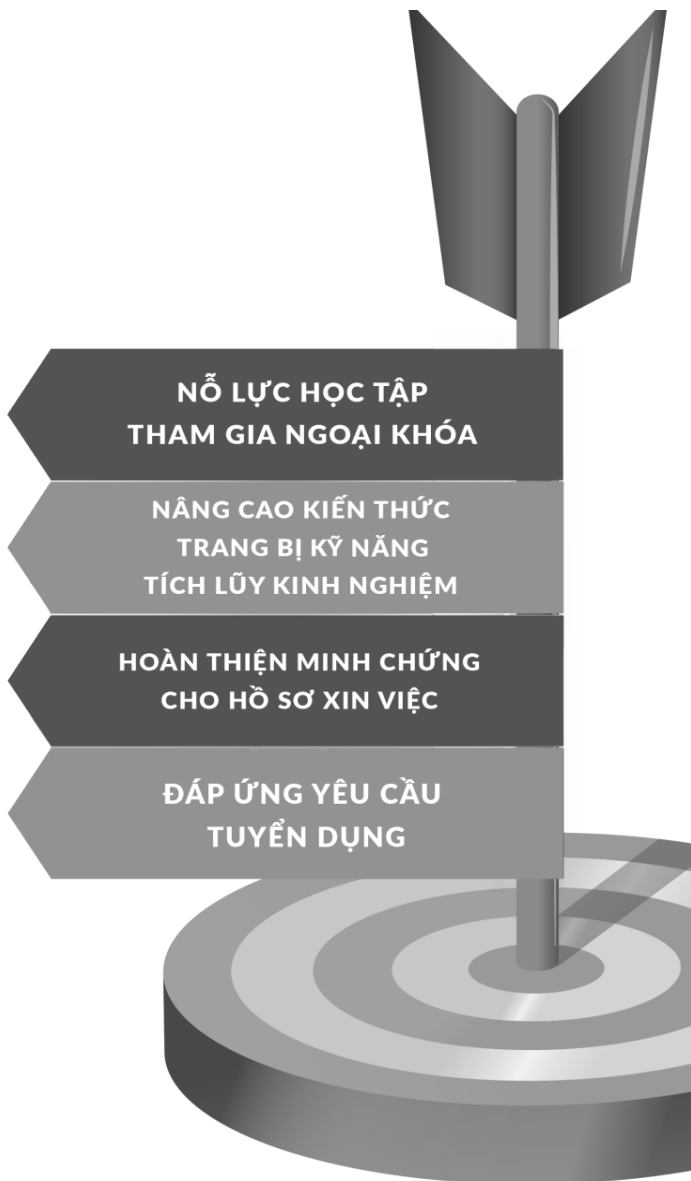 NỖ LỰC HỌC TẬP
THAM GIA NGOẠI KHÓA
NÂNG CAO KIẾN THỨC
TRANG BỊ KỸ NĂNG
TÍCH LŨY KINH NGHIỆM
HOÀN THIỆN MINH CHỨNG
CHO HỒ SƠ XIN VIỆC
ĐÁP ỨNG YÊU CẦU
TUYỂN DỤNG